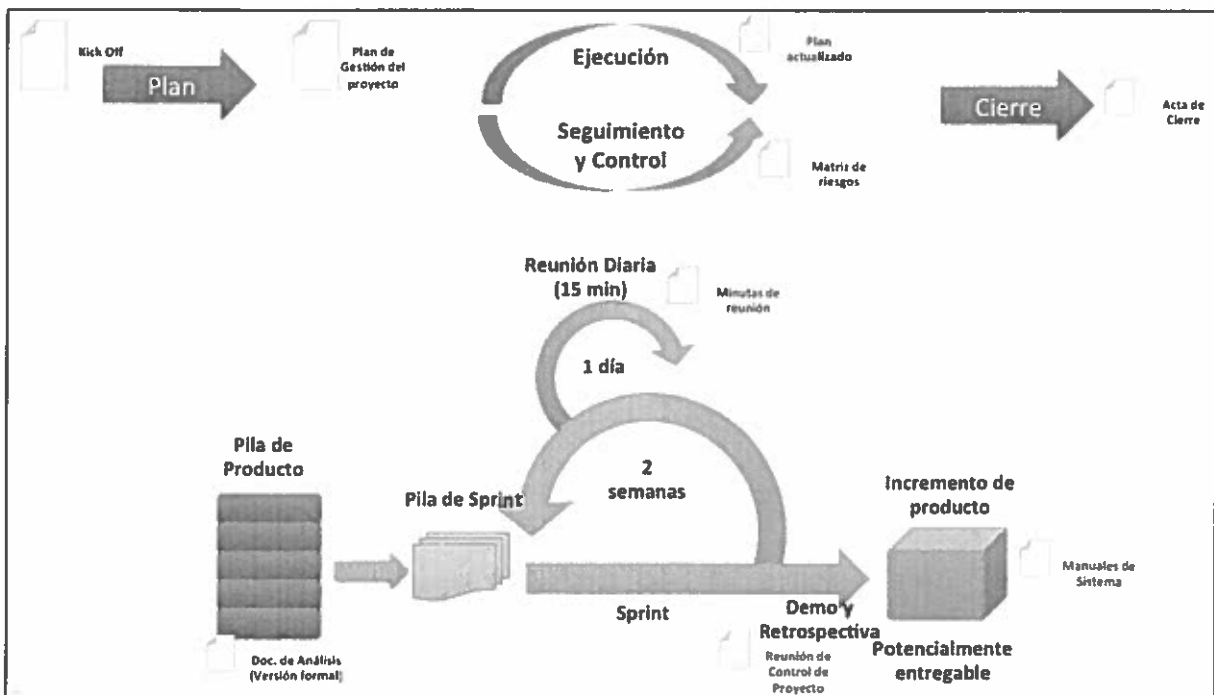 Kick Off
Plan
Plan de
Gestión del
proyecto
Ejecución
Seguimiento
y Control
Plan
actualizado
Matriz de
riesgos
Cierre
Acta de
Cierre
Reunión Diaria
(15 min)
Minutas de
reunión
1 día
2
semanas
Pila de
Producto
Doc. de Análisis
(Versión formal)
Pila de Sprint
Sprint
Demo y
Retrospectiva
Reunión de
Control de
Proyecto
Incremento de
producto
Potencialmente
entregable
Manuales de
Sistema